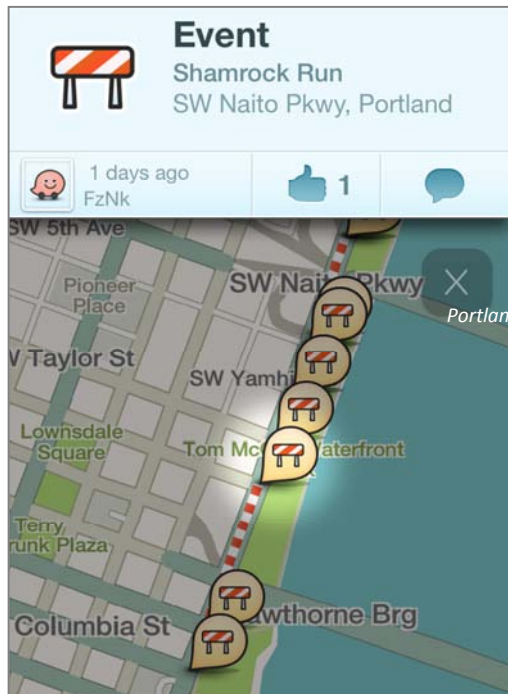 Event
Shamrock Run
SW Naito Pkwy, Portland
1 days ago
FzNk
1
SW 5th Ave
Pioneer
Place
SW Nai Pkwy
Portlan
Taylor St
SW Yamhi
Lownsdale
Square
Tom Mc aterfront
Terry
runk Plaza
awthorne Brg
Columbia St